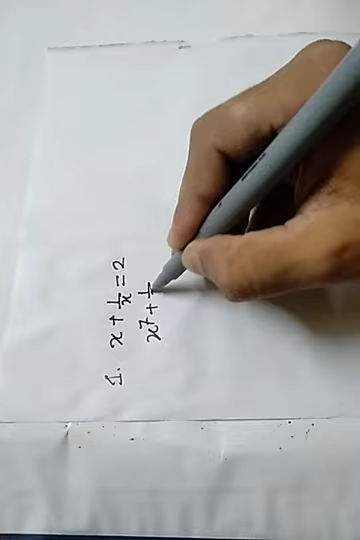 1. x + 1/x = 2
x⁷ + 1/